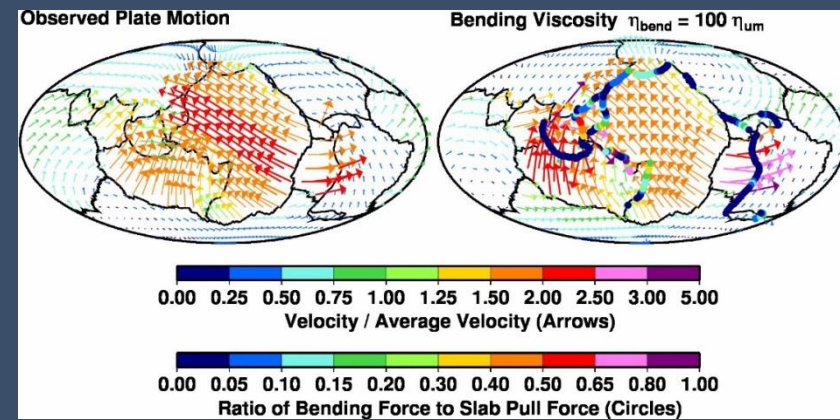 Observed Plate Motion
Bending Viscosity η_bend = 100 η_um
0.00 0.25 0.50 0.75 1.00 1.25 1.50 2.00 2.50 3.00 5.00
Velocity / Average Velocity (Arrows)
0.00 0.05 0.10 0.15 0.20 0.30 0.40 0.50 0.65 0.80 1.00
Ratio of Bending Force to Slab Pull Force (Circles)